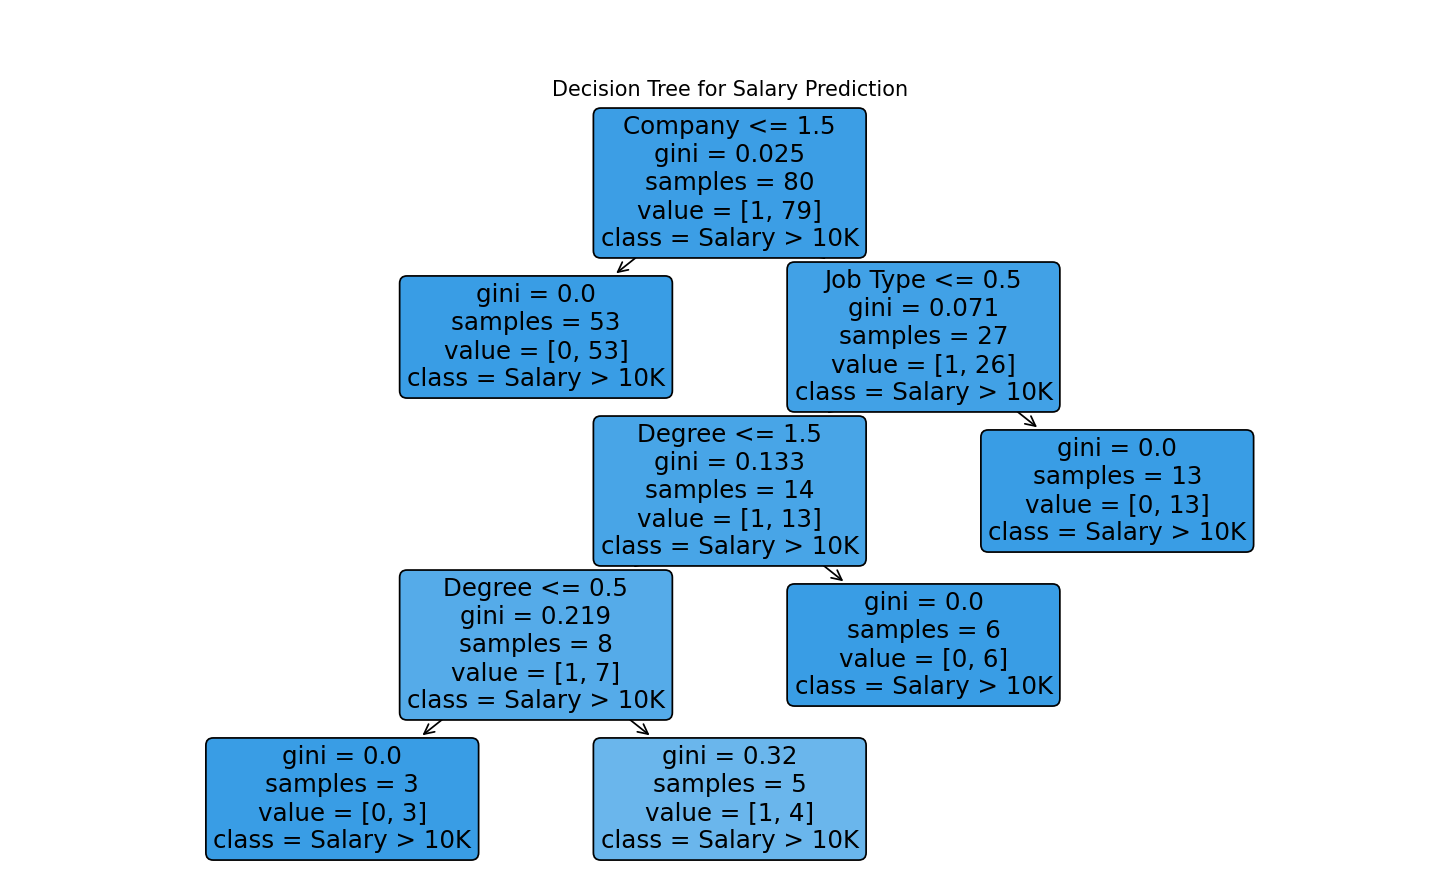 Decision Tree for Salary Prediction
Company <= 1.5
gini = 0.025
samples = 80
value = [1, 79]
class = Salary > 10K
gini = 0.0
samples = 53
value = [0, 53]
class = Salary > 10K
Job Type <= 0.5
gini = 0.071
samples = 27
value = [1, 26]
class = Salary > 10K
Degree <= 1.5
gini = 0.133
samples = 14
value = [1, 13]
class = Salary > 10K
gini = 0.0
samples = 13
value = [0, 13]
class = Salary > 10K
Degree <= 0.5
gini = 0.219
samples = 8
value = [1, 7]
class = Salary > 10K
gini = 0.0
samples = 6
value = [0, 6]
class = Salary > 10K
gini = 0.0
samples = 3
value = [0, 3]
class = Salary > 10K
gini = 0.32
samples = 5
value = [1, 4]
class = Salary > 10K